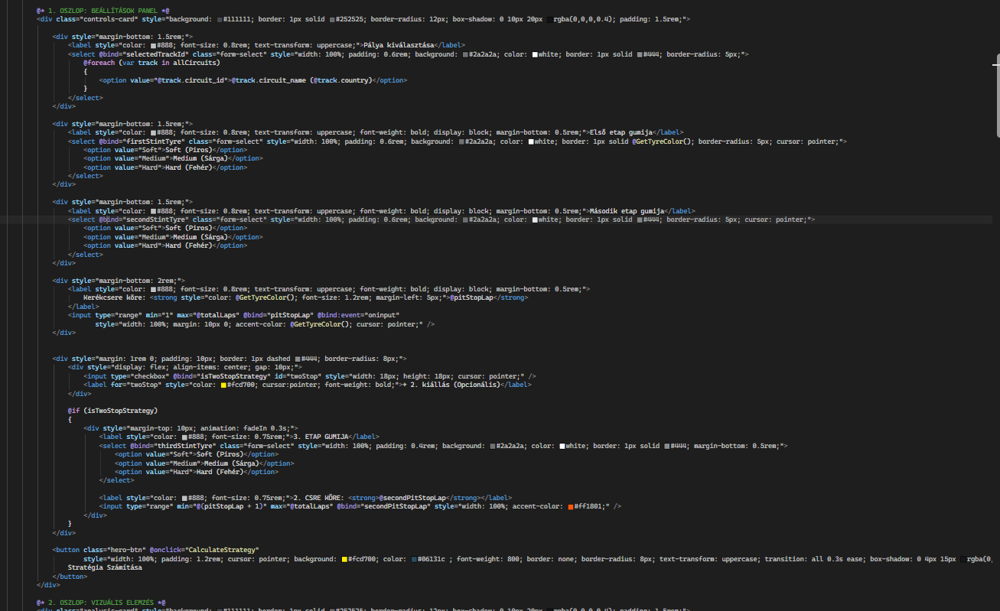 @* 1. OSZLOP: BEÁLLÍTÁSOK PANEL *@
<div class="controls-card" style="background: #111111; border: 1px solid #252525; border-radius: 12px; box-shadow: 0 10px 20px rgba(0,0,0,0.4); padding: 1.5rem;">
<div style="margin-bottom: 1.5rem;">
<label style="color: #888; font-size: 0.8rem; text-transform: uppercase;">Pálya kiválasztása</label>
<select @bind="selectedTrackId" class="form-select" style="width: 100%; padding: 0.6rem; background: #2a2a2a; color: white; border: 1px solid #444; border-radius: 5px;">
@foreach (var track in allCircuits)
{
<option value="@track.circuit_id">@track.circuit_name (@track.country)</option>
}
</select>
</div>
<div style="margin-bottom: 1.5rem;">
<label style="color: #888; font-size: 0.8rem; text-transform: uppercase; font-weight: bold; display: block; margin-bottom: 0.5rem;">Első etap gumija</label>
<select @bind="firstStintTyre" class="form-select" style="width: 100%; padding: 0.6rem; background: #2a2a2a; color: white; border: 1px solid @GetTyreColor(); border-radius: 5px; cursor: pointer;">
<option value="Soft">Soft (Piros)</option>
<option value="Medium">Medium (Sárga)</option>
<option value="Hard">Hard (Fehér)</option>
</select>
</div>
<div style="margin-bottom: 1.5rem;">
<label style="color: #888; font-size: 0.8rem; text-transform: uppercase; font-weight: bold; display: block; margin-bottom: 0.5rem;">Második etap gumija</label>
<select @bind="secondStintTyre" class="form-select" style="width: 100%; padding: 0.6rem; background: #2a2a2a; color: white; border: 1px solid #444; border-radius: 5px; cursor: pointer;">
<option value="Soft">Soft (Piros)</option>
<option value="Medium">Medium (Sárga)</option>
<option value="Hard">Hard (Fehér)</option>
</select>
</div>
<div style="margin-bottom: 2rem;">
<label style="color: #888; font-size: 0.8rem; text-transform: uppercase; font-weight: bold; display: block; margin-bottom: 0.5rem;">
Kerékcsere köre: <strong style="color: @GetTyreColor(); font-size: 1.2rem; margin-left: 5px;">@pitStopLap</strong>
</label>
<input type="range" min="1" max="@totalLaps" @bind="pitStopLap" @bind:event="oninput"
style="width: 100%; margin: 10px 0; accent-color: @GetTyreColor(); cursor: pointer;" />
</div>
<div style="margin: 1rem 0; padding: 10px; border: 1px dashed #444; border-radius: 8px;">
<div style="display: flex; align-items: center; gap: 10px;">
<input type="checkbox" @bind="isTwoStopStrategy" id="twoStop" style="width: 18px; height: 18px; cursor: pointer;" />
<label for="twoStop" style="color: #fcd700; cursor:pointer; font-weight: bold;">+ 2. kiállás (Opcionális)</label>
</div>
@if (isTwoStopStrategy)
{
<div style="margin-top: 10px; animation: fadeIn 0.3s;">
<label style="color: #888; font-size: 0.75rem;">3. ETAP GUMIJA</label>
<select @bind="thirdStintTyre" class="form-select" style="width: 100%; padding: 0.4rem; background: #2a2a2a; color: white; border: 1px solid #444; margin-bottom: 0.5rem;">
<option value="Soft">Soft (Piros)</option>
<option value="Medium">Medium (Sárga)</option>
<option value="Hard">Hard (Fehér)</option>
</select>
<label style="color: #888; font-size: 0.75rem;">2. CSRE KÖRE: <strong>@secondPitStopLap</strong></label>
<input type="range" min="@(pitStopLap + 1)" max="@totalLaps" @bind="secondPitStopLap" style="width: 100%; accent-color: #ff1801;" />
</div>
}
</div>
<button class="hero-btn" @onclick="CalculateStrategy"
style="width: 100%; padding: 1.2rem; cursor: pointer; background: #fcd700; color: #06131c ; font-weight: 800; border: none; border-radius: 8px; text-transform: uppercase; transition: all 0.3s ease; box-shadow: 0 4px 15px rgba(0,
Stratégia Számítása
</button>
</div>
@* 2. OSZLOP: VIZUÁLIS ELEMZÉS *@
<div class="analysis-card" style="background: #111111; border: 1px solid #252525; border-radius: 12px; box-shadow: 0 10px 20px rgba(0,0,0,0.4); padding: 1.5rem;">